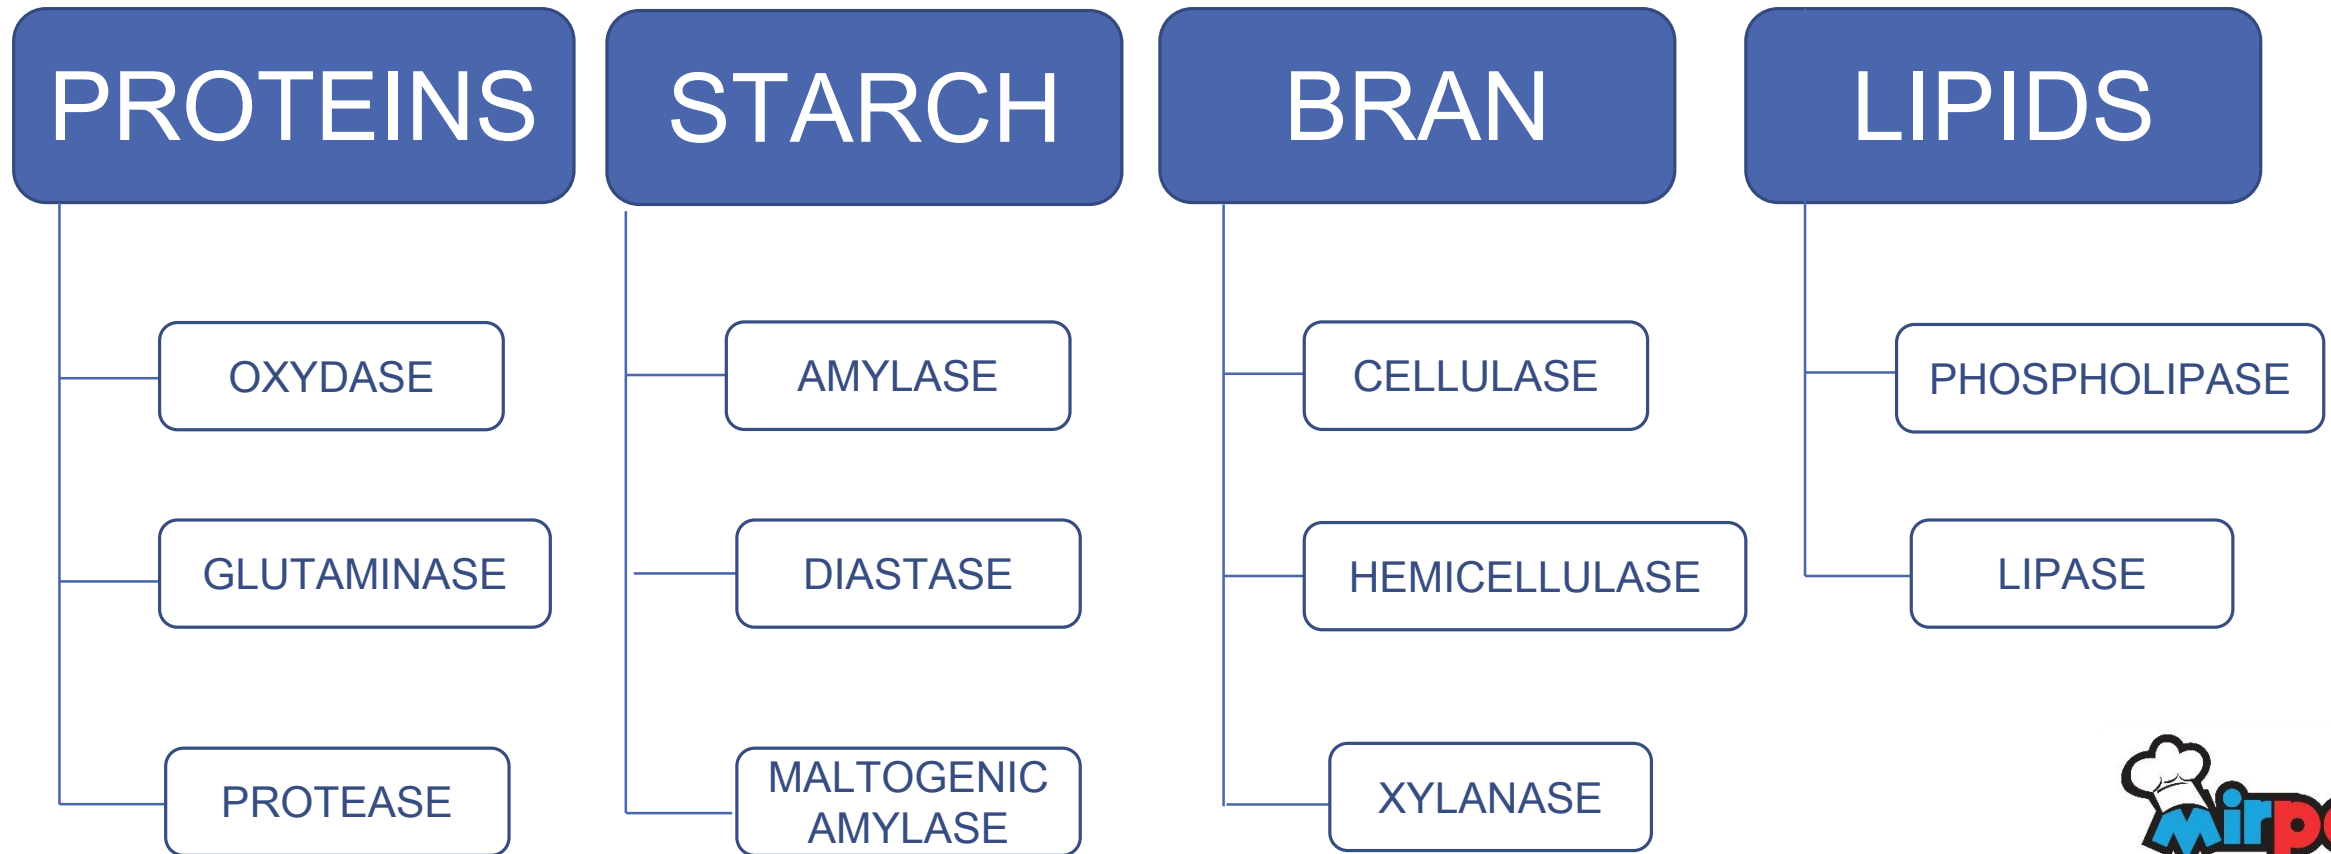 PROTEINS
OXYDASE
GLUTAMINASE
PROTEASE
STARCH
AMYLASE
DIASTASE
MALTOGENIC
AMYLASE
BRAN
CELLULASE
HEMICELLULASE
XYLANASE
LIPIDS
PHOSPHOLIPASE
LIPASE